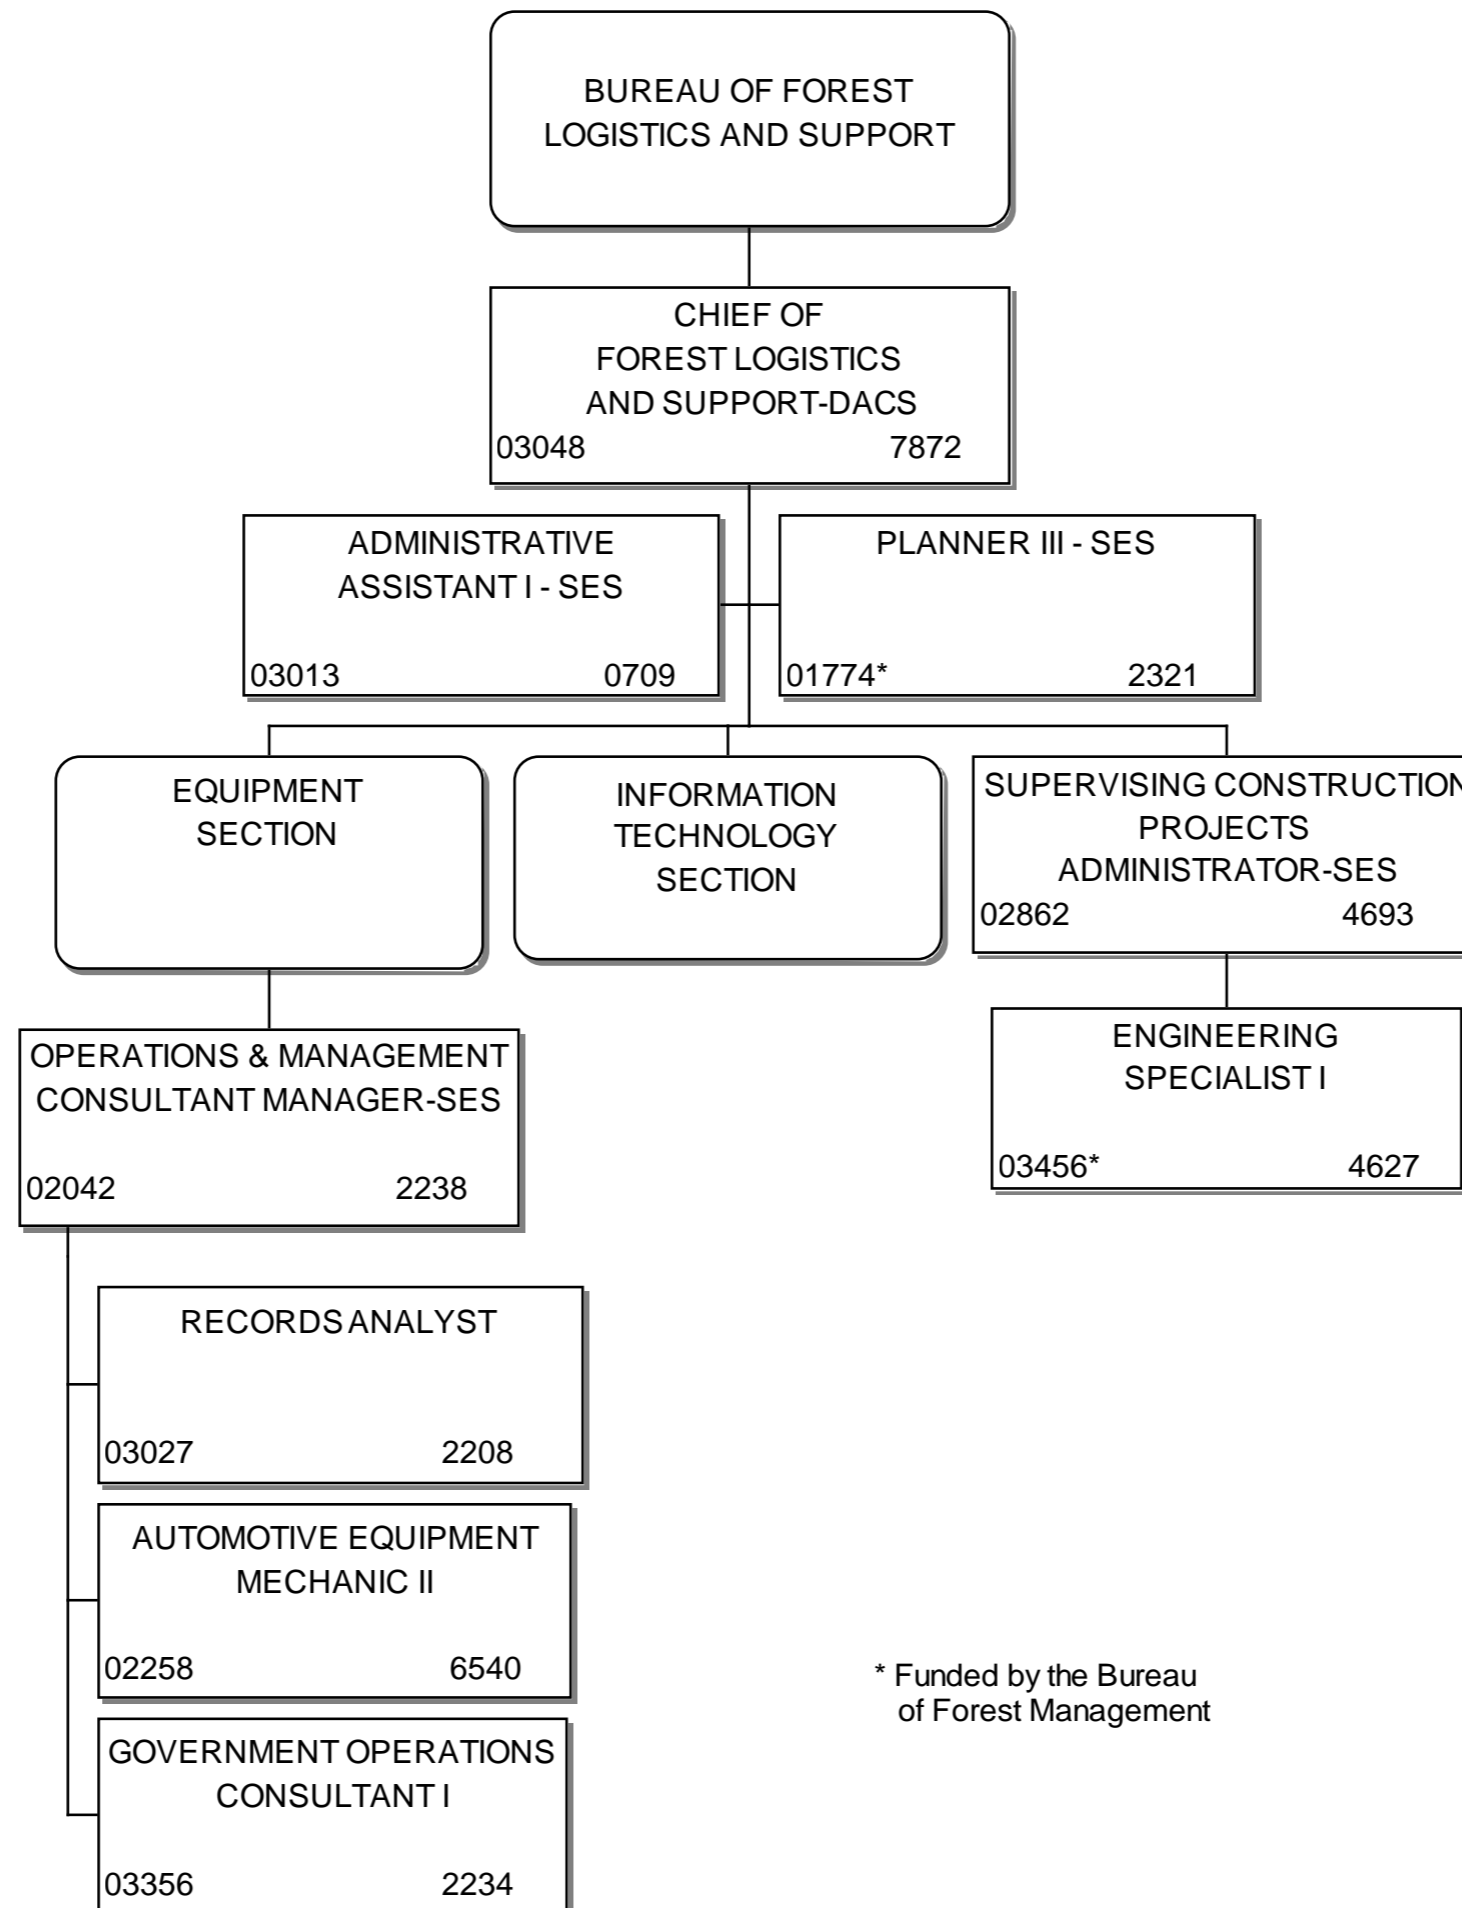 BUREAU OF FOREST
LOGISTICS AND SUPPORT
CHIEF OF
FOREST LOGISTICS
AND SUPPORT-DACS
03048 7872
ADMINISTRATIVE
ASSISTANT I - SES
03013 0709
PLANNER III - SES
01774* 2321
EQUIPMENT
SECTION
INFORMATION
TECHNOLOGY
SECTION
SUPERVISING CONSTRUCTION
PROJECTS
ADMINISTRATOR-SES
02862 4693
OPERATIONS & MANAGEMENT
CONSULTANT MANAGER-SES
02042 2238
ENGINEERING
SPECIALIST I
03456* 4627
RECORDS ANALYST
03027 2208
AUTOMOTIVE EQUIPMENT
MECHANIC II
02258 6540
GOVERNMENT OPERATIONS
CONSULTANT I
03356 2234
* Funded by the Bureau
of Forest Management